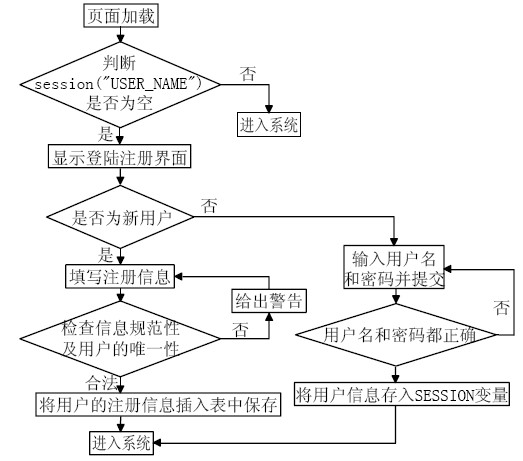 页面加载
判断
session("USER_NAME")
是否为空
否
进入系统
是
显示登陆注册界面
是否为新用户
否
是
填写注册信息
输入用户名
和密码并提交
给出警告
否
检查信息规范性
及用户的唯一性
否
用户名和密码都正确
合法
将用户的注册信息插入表中保存
将用户信息存入SESSION变量
进入系统